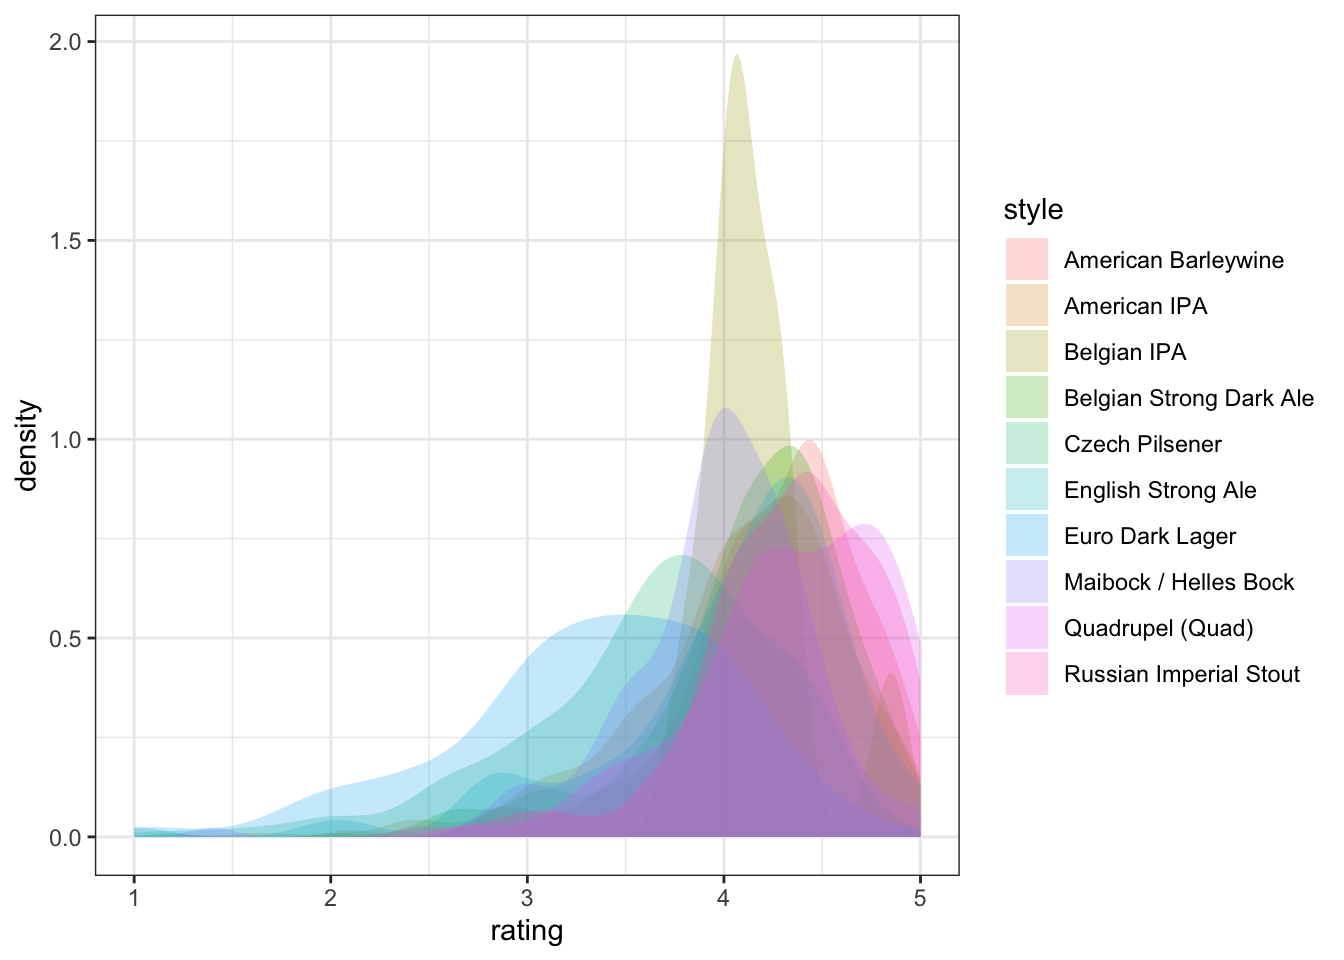 2.0
1.5
1.0
0.5
0.0
density
1 2 3 4 5
rating
style
American Barleywine
American IPA
Belgian IPA
Belgian Strong Dark Ale
Czech Pilsener
English Strong Ale
Euro Dark Lager
Maibock / Helles Bock
Quadrupel (Quad)
Russian Imperial Stout